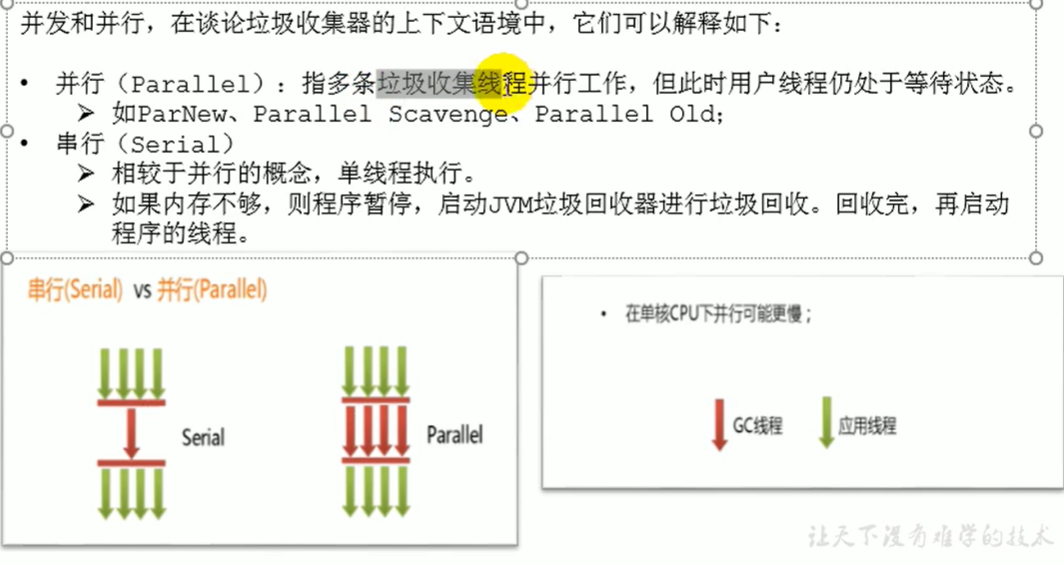 并发和并行，在谈论垃圾收集器的上下文语境中，它们可以解释如下：
• 并行（Parallel）：指多条垃圾收集线程并行工作，但此时用户线程仍处于等待状态。
➢ 如ParNew、Parallel Scavenge、Parallel Old；
• 串行（Serial）
➢ 相较于并行的概念，单线程执行。
➢ 如果内存不够，则程序暂停，启动JVM垃圾回收器进行垃圾回收。回收完，再启动
程序的线程。
串行(Serial) vs 并行(Parallel)
Serial
Parallel
• 在单核CPU下并行可能更慢；
GC线程
应用线程
让天下没有难学的技术